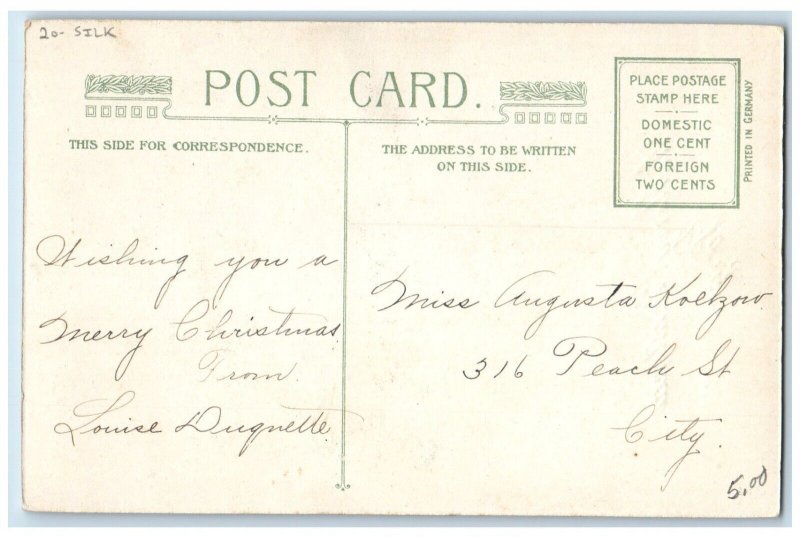 20- SILK
POST CARD.
THIS SIDE FOR CORRESPONDENCE.
THE ADDRESS TO BE WRITTEN
ON THIS SIDE.
PLACE POSTAGE
STAMP HERE
DOMESTIC
ONE CENT
FOREIGN
TWO CENTS
PRINTED IN GERMANY
Wishing you a
Merry Christmas.
From.
Louise Duquette
Miss Augusta Koelzow.
316 Peach St
City.
5.00